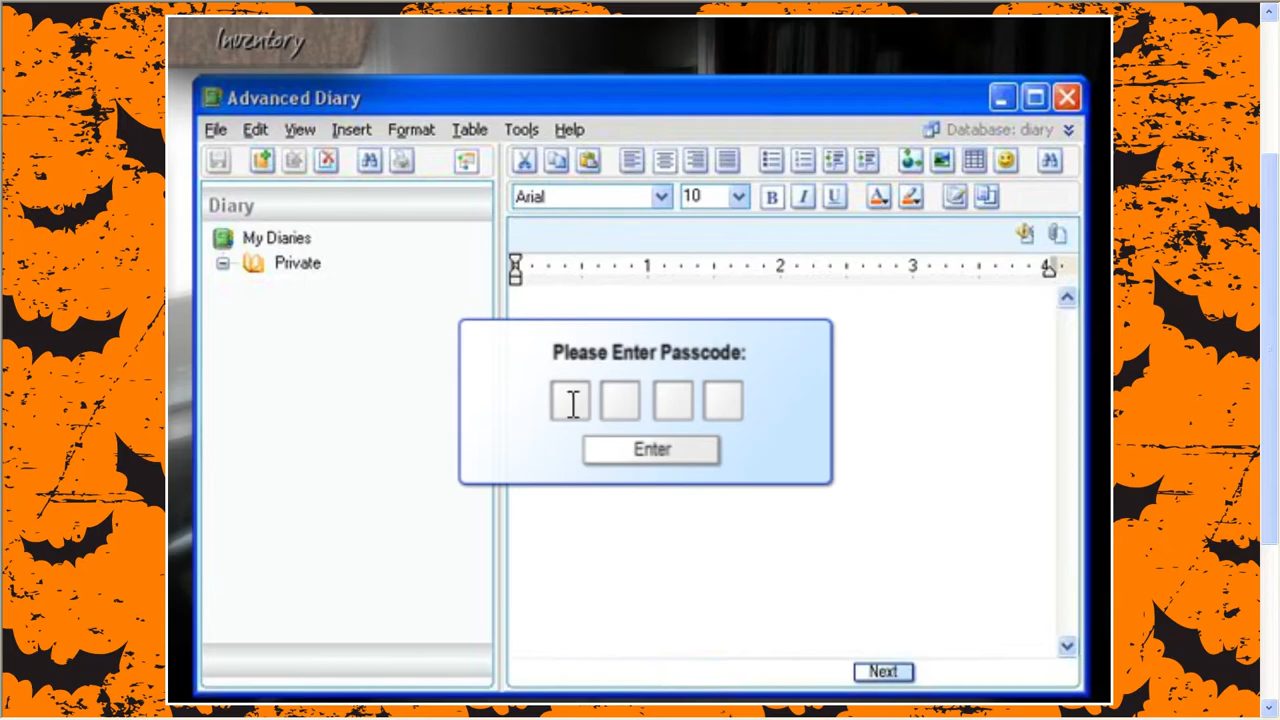 Inventory
Advanced Diary
File Edit View Insert Format Table Tools Help Database: diary
Arial 10 B I U A
Diary
My Diaries
Private
1 2 3 4
Please Enter Passcode:
Enter
Next